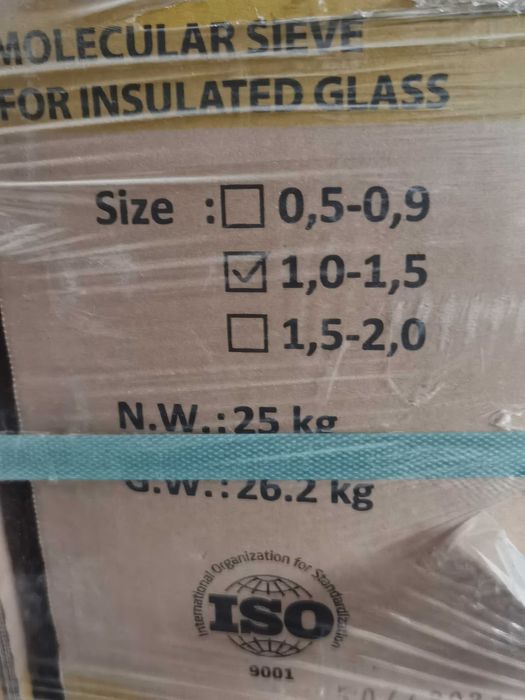 MOLECULAR SIEVE
FOR INSULATED GLASS
Size : 0,5-0,9
1,0-1,5
1,5-2,0
N.W.: 25 kg
G.W.: 26.2 kg
International Organization for Standardization
ISO
9001